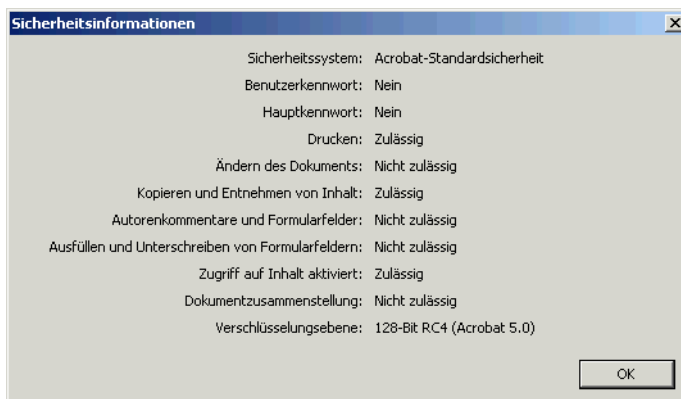 Sicherheitsinformationen
Sicherheitssystem: Acrobat-Standardsicherheit
Benutzerkennwort: Nein
Hauptkennwort: Nein
Drucken: Zulässig
Ändern des Dokuments: Nicht zulässig
Kopieren und Entnehmen von Inhalt: Zulässig
Autorenkommentare und Formularfelder: Nicht zulässig
Ausfüllen und Unterschreiben von Formularfeldern: Nicht zulässig
Zugriff auf Inhalt aktiviert: Zulässig
Dokumentzusammenstellung: Nicht zulässig
Verschlüsselungsebene: 128-Bit RC4 (Acrobat 5.0)
OK